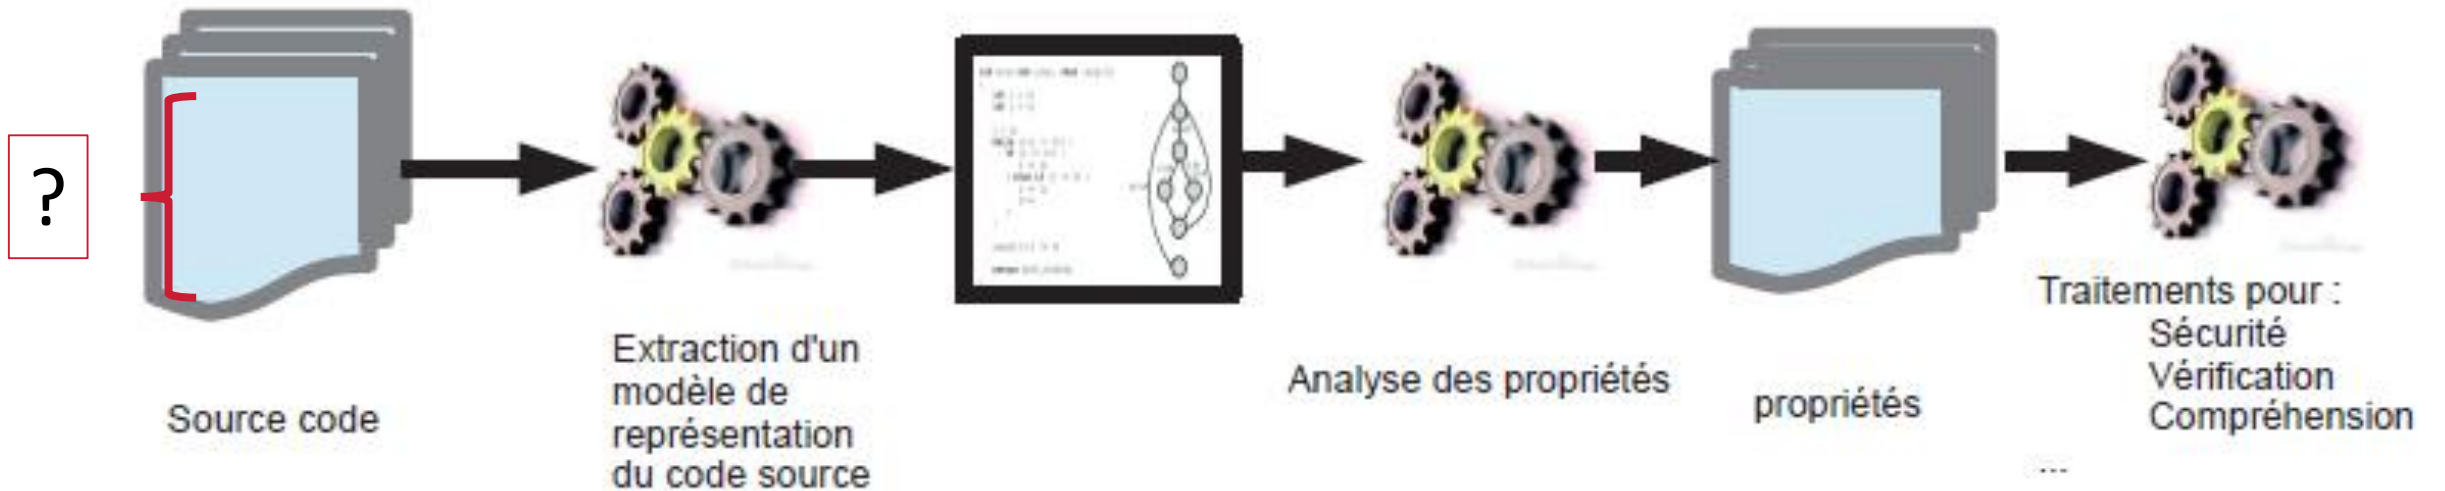 ?
Source code
Extraction d'un
modèle de
représentation
du code source
Analyse des propriétés
propriétés
Traitements pour :
Sécurité
Vérification
Compréhension
...